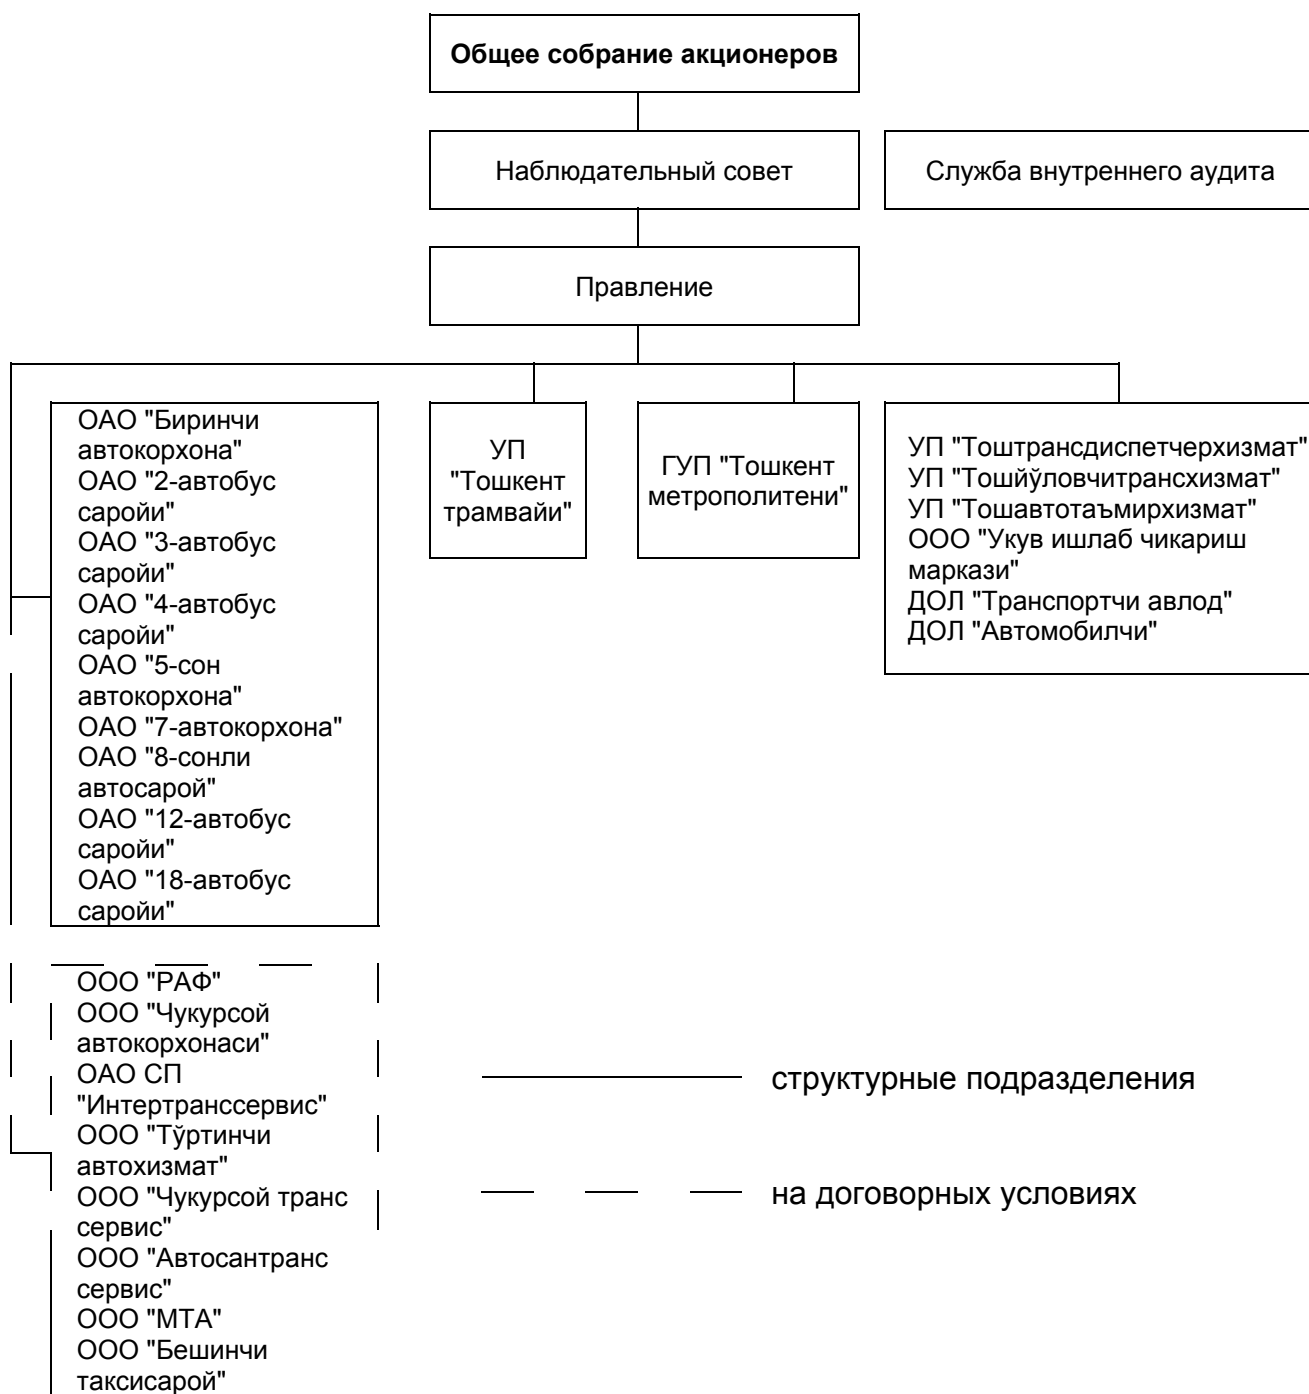 Общее собрание акционеров
Наблюдательный совет
Служба внутреннего аудита
Правление
ОАО "Биринчи
автокорхона"
ОАО "2-автобус
саройи"
ОАО "3-автобус
саройи"
ОАО "4-автобус
саройи"
ОАО "5-сон
автокорхона"
ОАО "7-автокорхона"
ОАО "8-сонли
автосарой"
ОАО "12-автобус
саройи"
ОАО "18-автобус
саройи"
УП
"Тошкент
трамвайи"
ГУП "Тошкент
метрополитени"
УП "Тоштрансдиспетчерхизмат"
УП "Тошйўловчитрансхизмат"
УП "Тошавтотаъмирхизмат"
ООО "Укув ишлаб чикариш
маркази"
ДОЛ "Транспортчи авлод"
ДОЛ "Автомобилчи"
ООО "РАФ"
ООО "Чукурсой
автокорхонаси"
ОАО СП
"Интертранссервис"
ООО "Тўртинчи
автохизмат"
ООО "Чукурсой транс
сервис"
ООО "Автосантранс
сервис"
ООО "МТА"
ООО "Бешинчи
таксисарой"
структурные подразделения
на договорных условиях